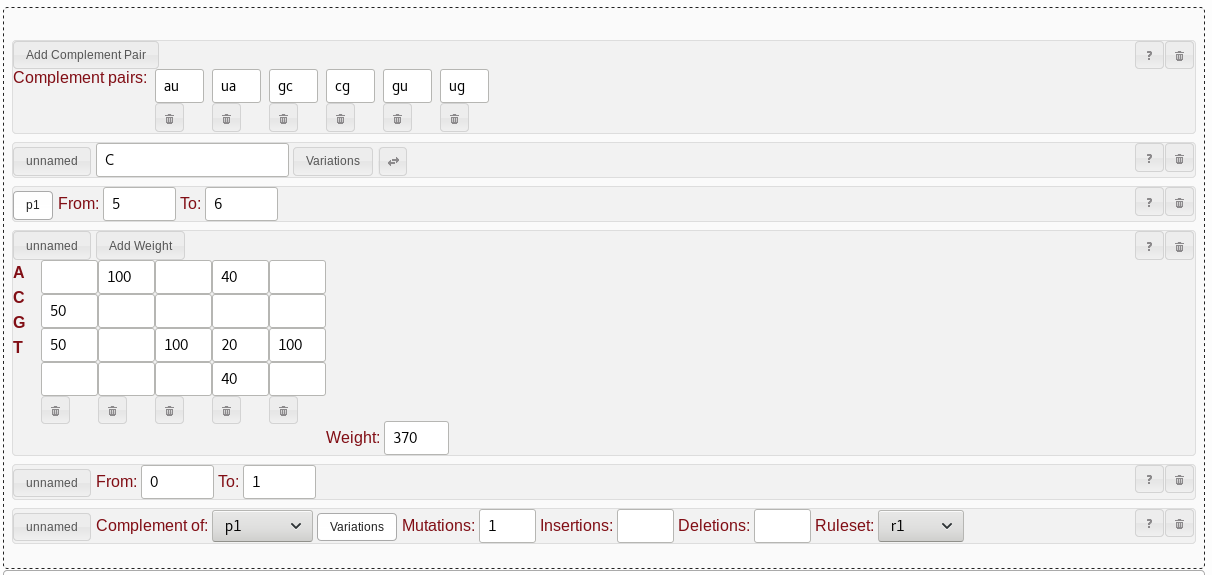 Add Complement Pair ?
Complement pairs: au ua gc cg gu ug
unnamed C Variations ?
p1 From: 5 To: 6 ?
unnamed Add Weight ?
A 100 40
C 50
G 50 100 20 100
T 40
Weight: 370
unnamed From: 0 To: 1 ?
unnamed Complement of: p1 Variations Mutations: 1 Insertions: Deletions: Ruleset: r1 ?